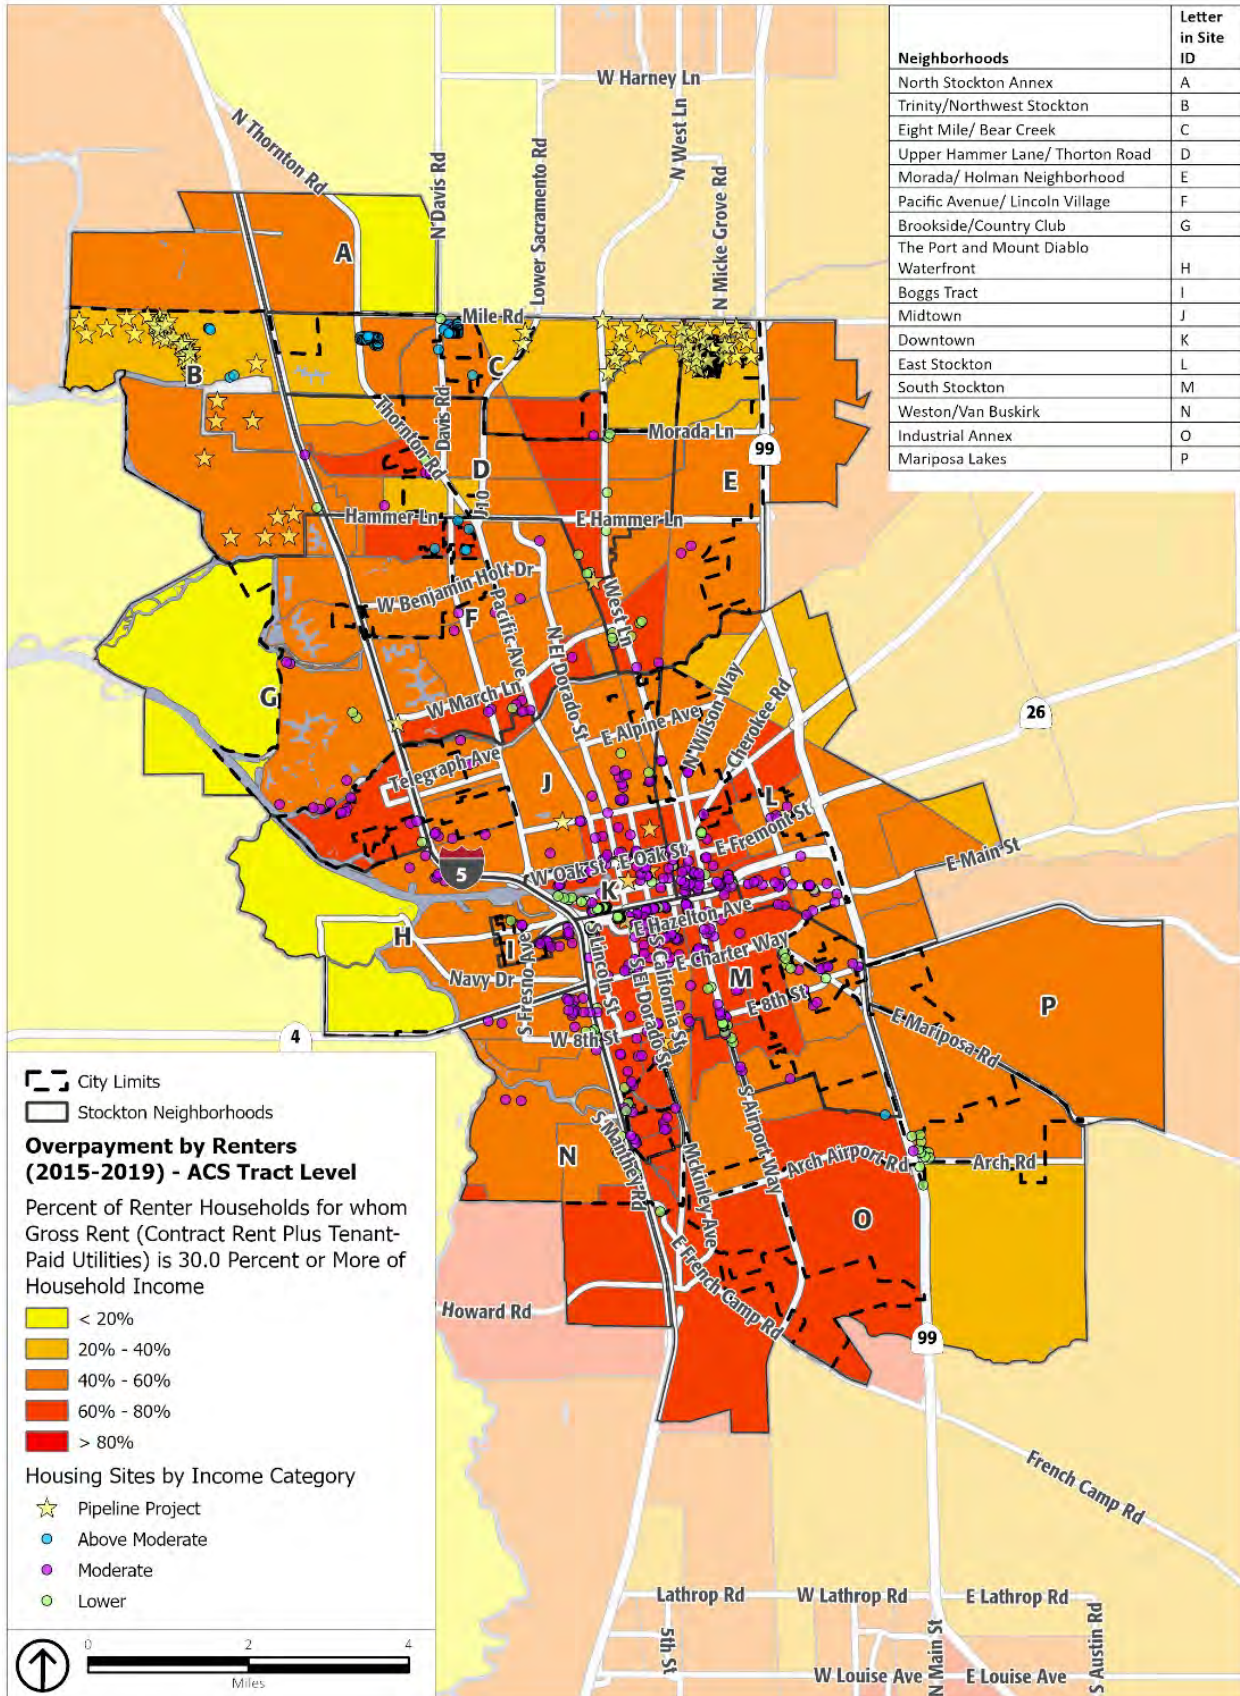 Neighborhoods
Letter in Site ID
North Stockton Annex A
Trinity/Northwest Stockton B
Eight Mile/ Bear Creek C
Upper Hammer Lane/ Thorton Road D
Morada/ Holman Neighborhood E
Pacific Avenue/ Lincoln Village F
Brookside/Country Club G
The Port and Mount Diablo
Waterfront H
Boggs Tract I
Midtown J
Downtown K
East Stockton L
South Stockton M
Weston/Van Buskirk N
Industrial Annex O
Mariposa Lakes P
W Harney Ln
N Thornton Rd
N Davis Rd
Lower Sacramento Rd
N West Ln
N Micke Grove Rd
A
Mile Rd
B
C
Thornton Rd
Davis Rd
Morada Ln
99
D
J10
E
Hammer Ln
E Hammer Ln
W Benjamin Holt Dr
F
Pacific Ave
N El Dorado St
West Ln
G
W March Ln
E Alpine Ave
N Wilson Way
Cherokee Rd
26
Telegraph Ave
J
L
E Fremont St
E Main St
5
W Oak St
E Oak St
K
E Hazelton Ave
H
I
Navy Dr
S Fresno Ave
S Lincoln St
S El Dorado St
S California St
E Charter Way
M
E 8th St
W 8th St
E Mariposa Rd
P
4
N
S Manthey Rd
Mckinley Ave
S Airport Way
Arch Airport Rd
Arch Rd
O
E French Camp Rd
Howard Rd
99
French Camp Rd
Lathrop Rd
W Lathrop Rd
E Lathrop Rd
5th St
W Louise Ave
N Main St
E Louise Ave
S Austin Rd
City Limits
Stockton Neighborhoods
Overpayment by Renters
(2015-2019) - ACS Tract Level
Percent of Renter Households for whom
Gross Rent (Contract Rent Plus Tenant-
Paid Utilities) is 30.0 Percent or More of
Household Income
< 20%
20% - 40%
40% - 60%
60% - 80%
> 80%
Housing Sites by Income Category
Pipeline Project
Above Moderate
Moderate
Lower
0 2 4
Miles